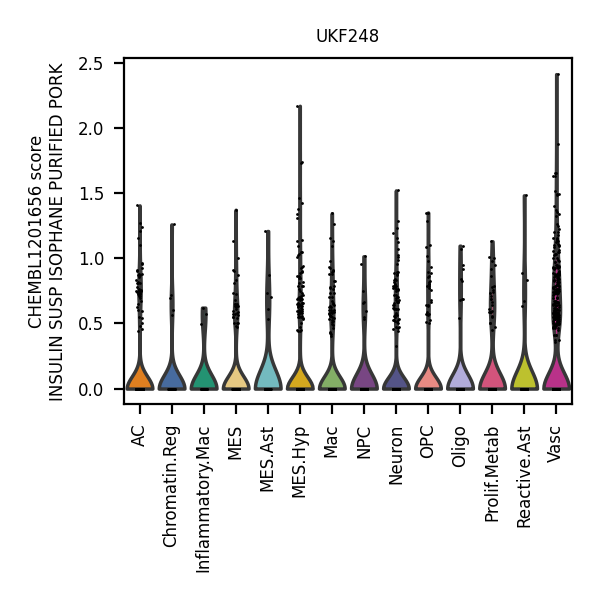 UKF248
CHEMBL1201656 score
INSULIN SUSP ISOPHANE PURIFIED PORK
2.5
2.0
1.5
1.0
0.5
0.0
AC
Chromatin.Reg
Inflammatory.Mac
MES
MES.Ast
MES.Hyp
Mac
NPC
Neuron
OPC
Oligo
Prolif.Metab
Reactive.Ast
Vasc